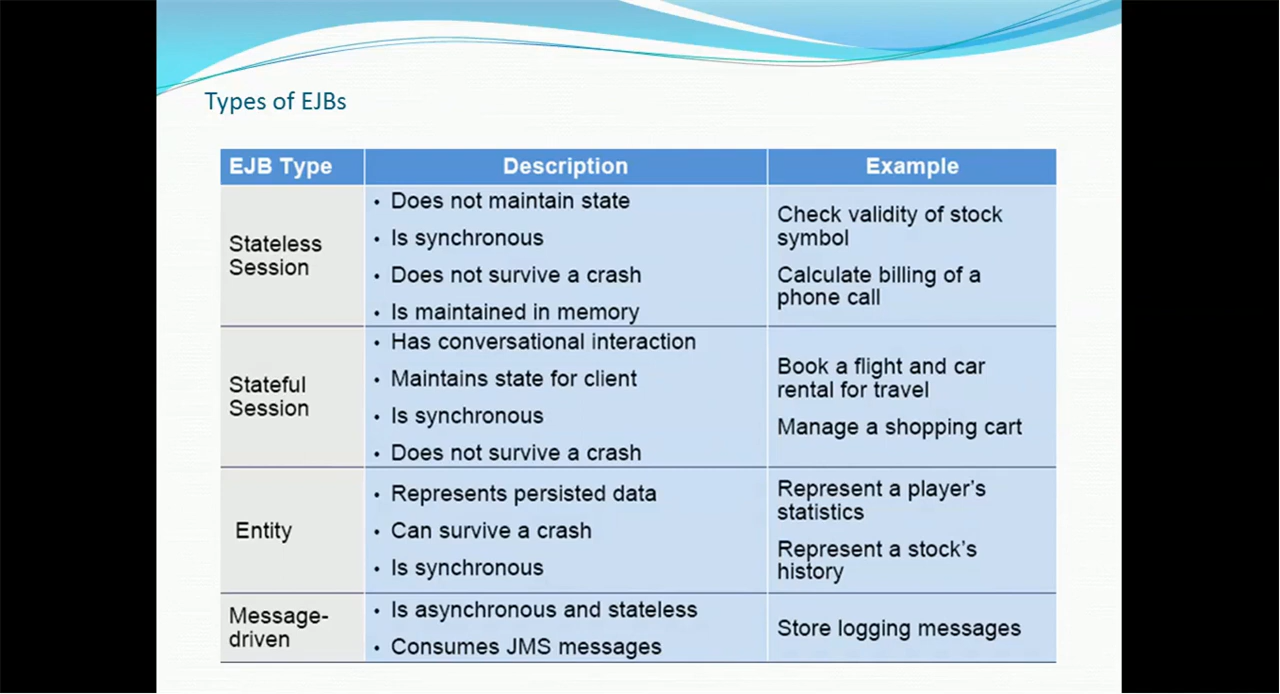 Types of EJBs
EJB Type
Description
Example
Stateless
Session
• Does not maintain state
• Is synchronous
• Does not survive a crash
• Is maintained in memory
Check validity of stock
symbol
Calculate billing of a
phone call
Stateful
Session
• Has conversational interaction
• Maintains state for client
• Is synchronous
• Does not survive a crash
Book a flight and car
rental for travel
Manage a shopping cart
Entity
• Represents persisted data
• Can survive a crash
• Is synchronous
Represent a player's
statistics
Represent a stock's
history
Message-
driven
• Is asynchronous and stateless
• Consumes JMS messages
Store logging messages